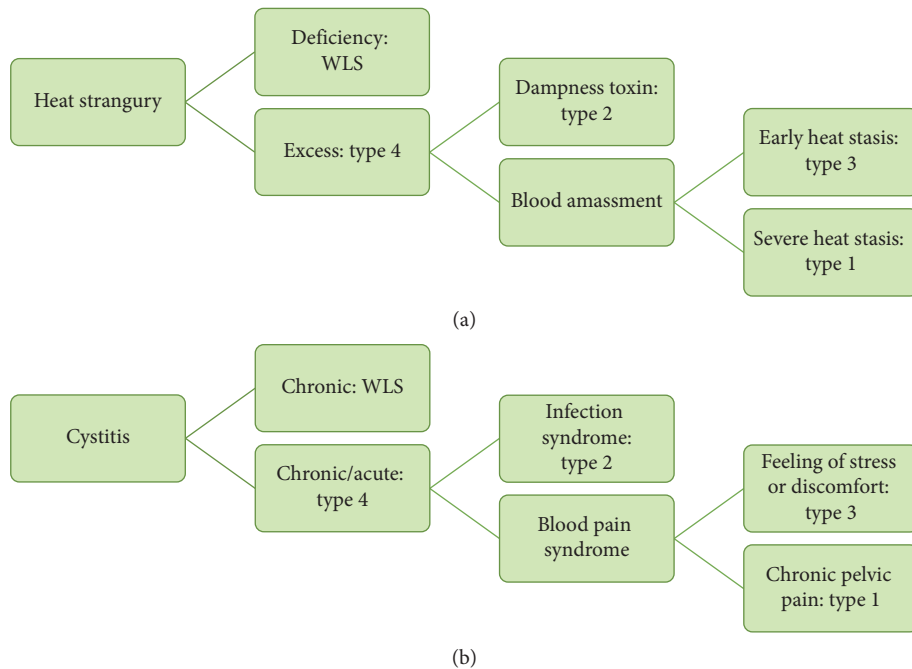 Heat strangury
Deficiency:
WLS
Excess: type 4
Dampness toxin:
type 2
Blood amassment
Early heat stasis:
type 3
Severe heat stasis:
type 1
(a)
Cystitis
Chronic: WLS
Chronic/acute:
type 4
Infection
syndrome:
type 2
Blood pain
syndrome
Feeling of stress
or discomfort:
type 3
Chronic pelvic
pain: type 1
(b)